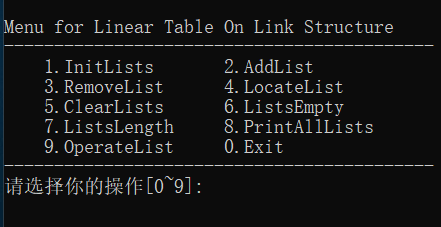 Menu for Linear Table On Link Structure
-------------------------------------------
1.InitLists 2.AddList
3.RemoveList 4.LocateList
5.ClearLists 6.ListsEmpty
7.ListsLength 8.PrintAllLists
9.OperateList 0.Exit
-------------------------------------------
请选择你的操作[0~9]: